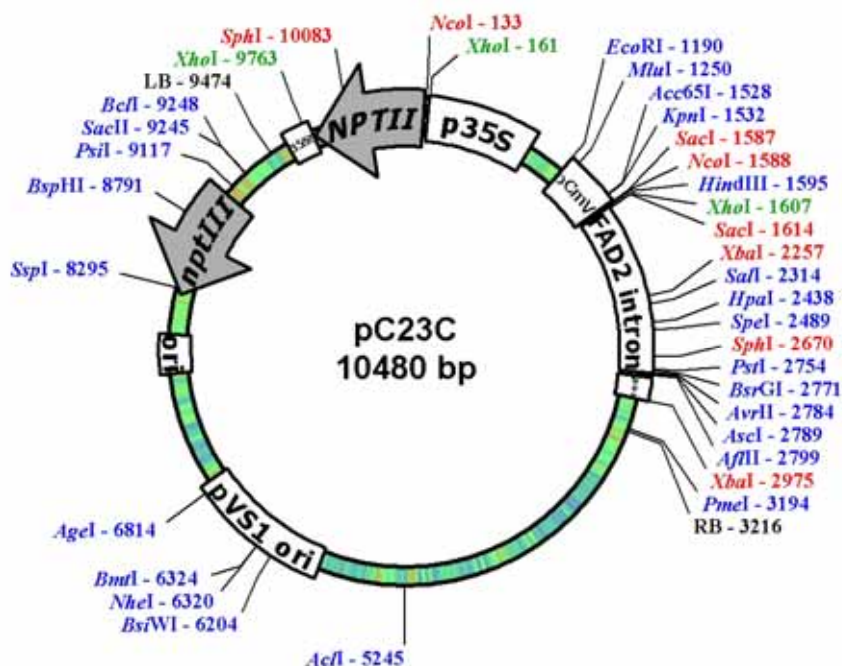 SphI - 10083
XhoI - 9763
LB - 9474
BclI - 9248
SacII - 9245
PsiI - 9117
BspHI - 8791
SspI - 8295
NcoI - 133
XhoI - 161
EcoRI - 1190
MluI - 1250
Acc65I - 1528
KpnI - 1532
SacI - 1587
NcoI - 1588
HindIII - 1595
XhoI - 1607
SacI - 1614
XbaI - 2257
SalI - 2314
HpaI - 2438
SpeI - 2489
SphI - 2670
PstI - 2754
BsrGI - 2771
AvrII - 2784
AscI - 2789
AflII - 2799
XbaI - 2975
PmeI - 3194
RB - 3216
NPTII
p35S
pCmV
FAD2 intron
nptIII
ori
pVS1 ori
pC23C
10480 bp
AgeI - 6814
BmtI - 6324
NheI - 6320
BsiWI - 6204
AclI - 5245